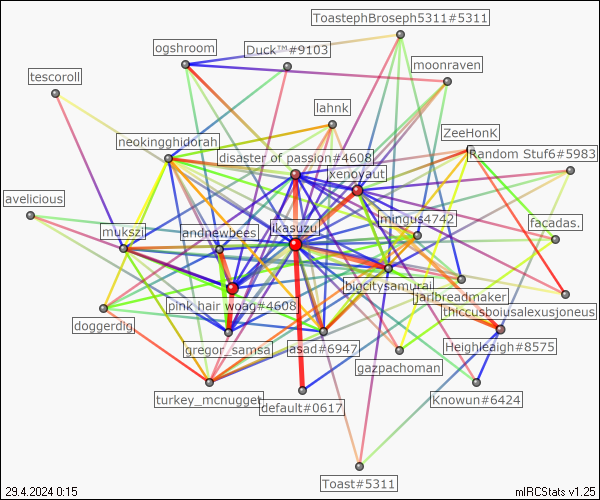 ToastephBroseph5311#5311
ogshroom
Duck™#9103
moonraven
tescoroll
lahnk
ZeeHonK
neokingghidorah
disaster of passion#4608
Random Stuf6#5983
xenoyaut
avelicious
mukszi
andnewbees
ikasuzu
mingus4742
facadas.
bigcitysamurai
jarlbreadmaker
pink hair woag#4608
thiccusboiusalexusjoneus
doggerdig
gregor_samsa
asad#6947
Heighleaigh#8575
gazpachoman
turkey_mcnugget
default#0617
Knowun#6424
Toast#5311
29.4.2024 0:15
mIRCStats v1.25